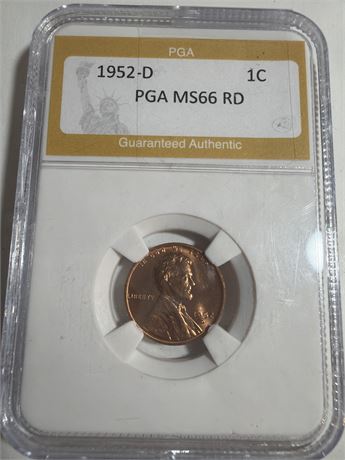 PGA
1952-D 1C
PGA MS66 RD
Guaranteed Authentic
LIBERTY